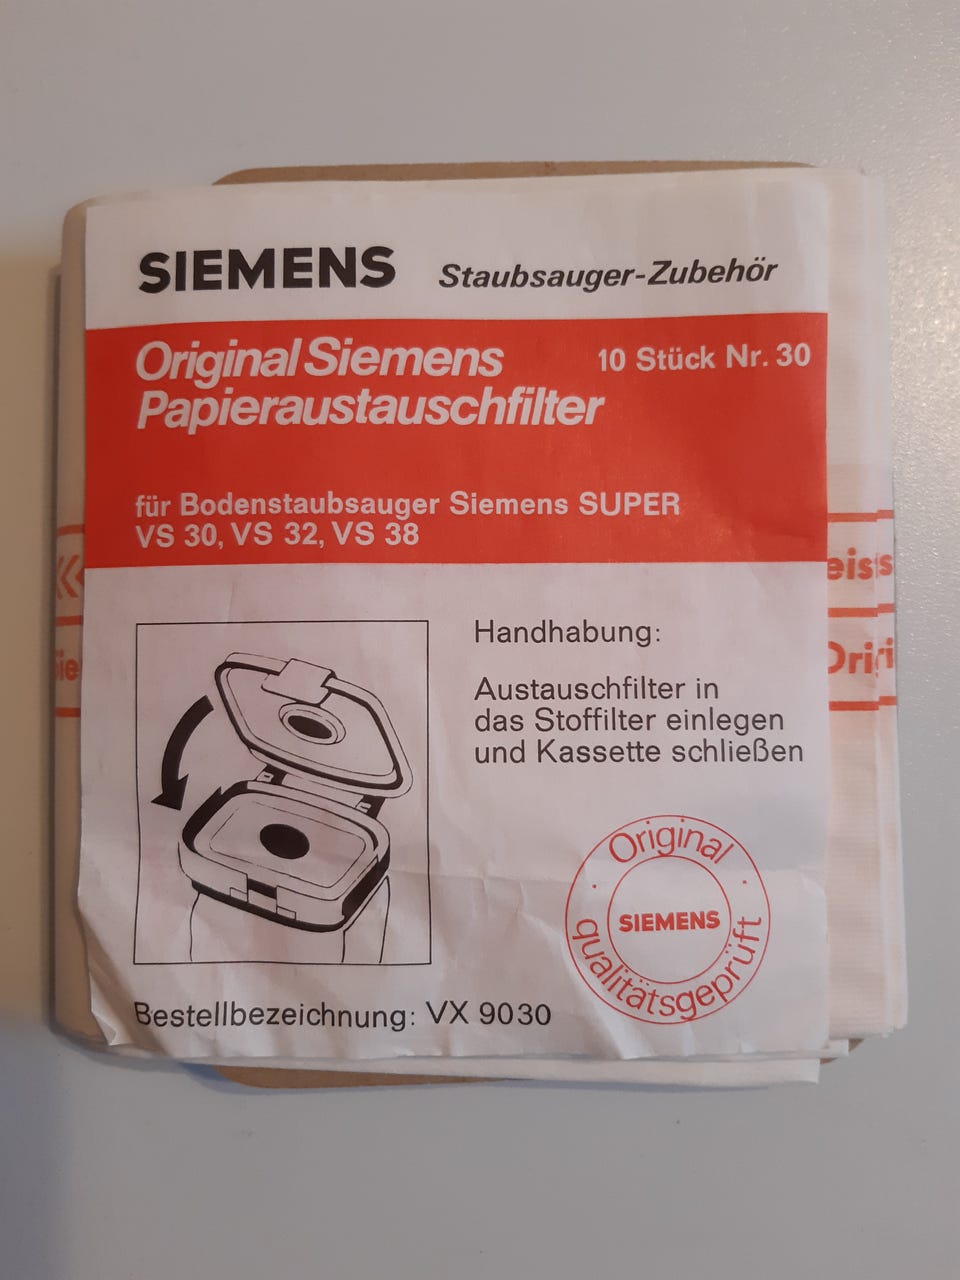 SIEMENS Staubsauger-Zubehör
Original Siemens
Papieraustauschfilter
10 Stück Nr. 30
für Bodenstaubsauger Siemens SUPER
VS 30, VS 32, VS 38
Handhabung:
Austauschfilter in
das Stoffilter einlegen
und Kassette schließen
Original
SIEMENS
qualitätsgeprüft
Bestellbezeichnung: VX 9030